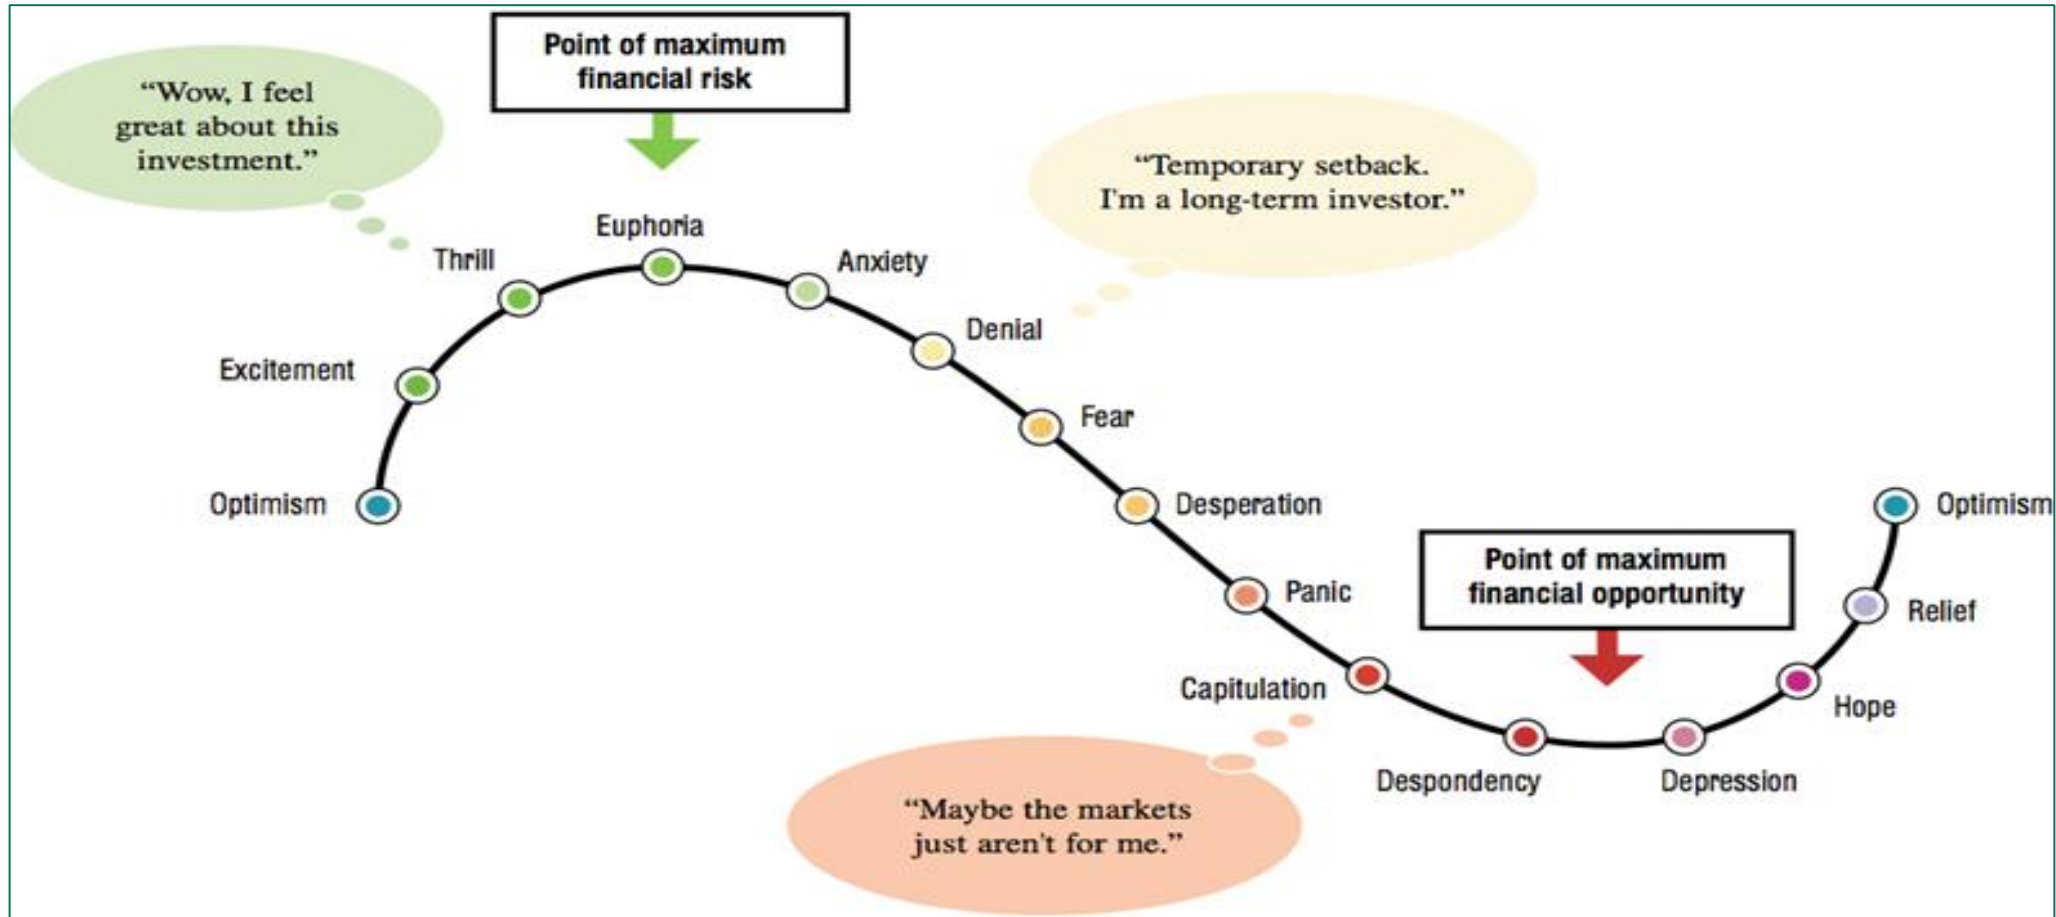 Point of maximum
financial risk
“Wow, I feel
great about this
investment.”
“Temporary setback.
I'm a long-term investor.”
Euphoria
Thrill
Anxiety
Denial
Excitement
Fear
Optimism
Desperation
Optimism
Point of maximum
financial opportunity
Panic
Relief
Capitulation
Hope
Despondency
Depression
“Maybe the markets
just aren't for me.”